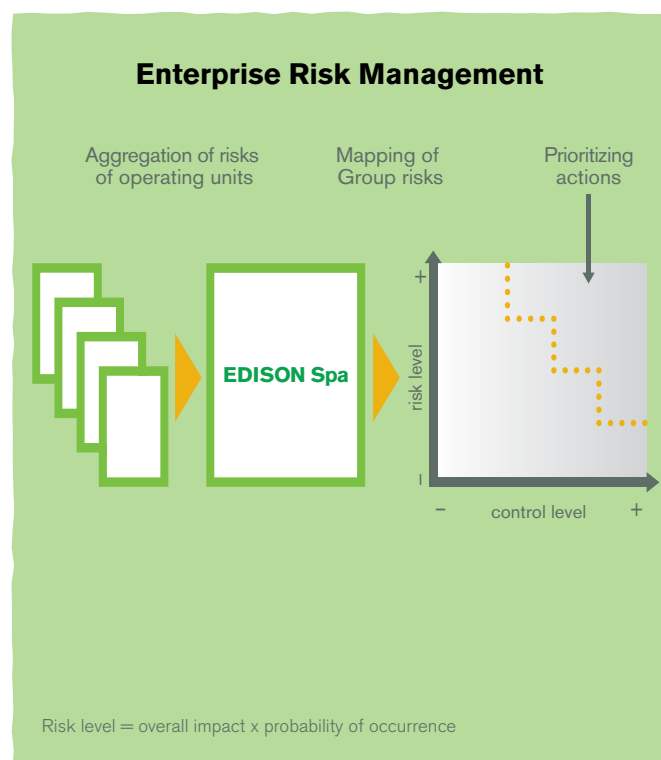 Enterprise Risk Management
Aggregation of risks
of operating units
Mapping of
Group risks
Prioritizing
actions
EDISON Spa
+
risk level
–
–
control level
+
Risk level = overall impact x probability of occurrence